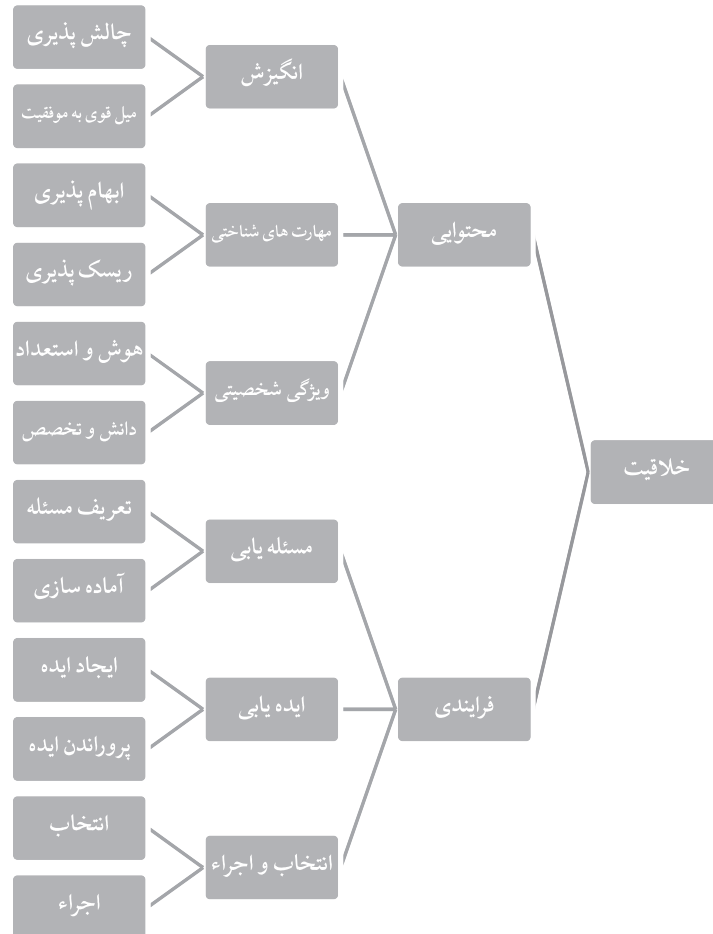 خلاقیت
محتوایی
انگیزش
چالش پذیری
میل قوی به موفقیت
مهارت های شناختی
ابهام پذیری
ریسک پذیری
ویژگی شخصیتی
هوش و استعداد
دانش و تخصص
فرایندی
مسئله یابی
تعریف مسئله
آماده سازی
ایده یابی
ایجاد ایده
پروراندن ایده
انتخاب و اجراء
انتخاب
اجراء